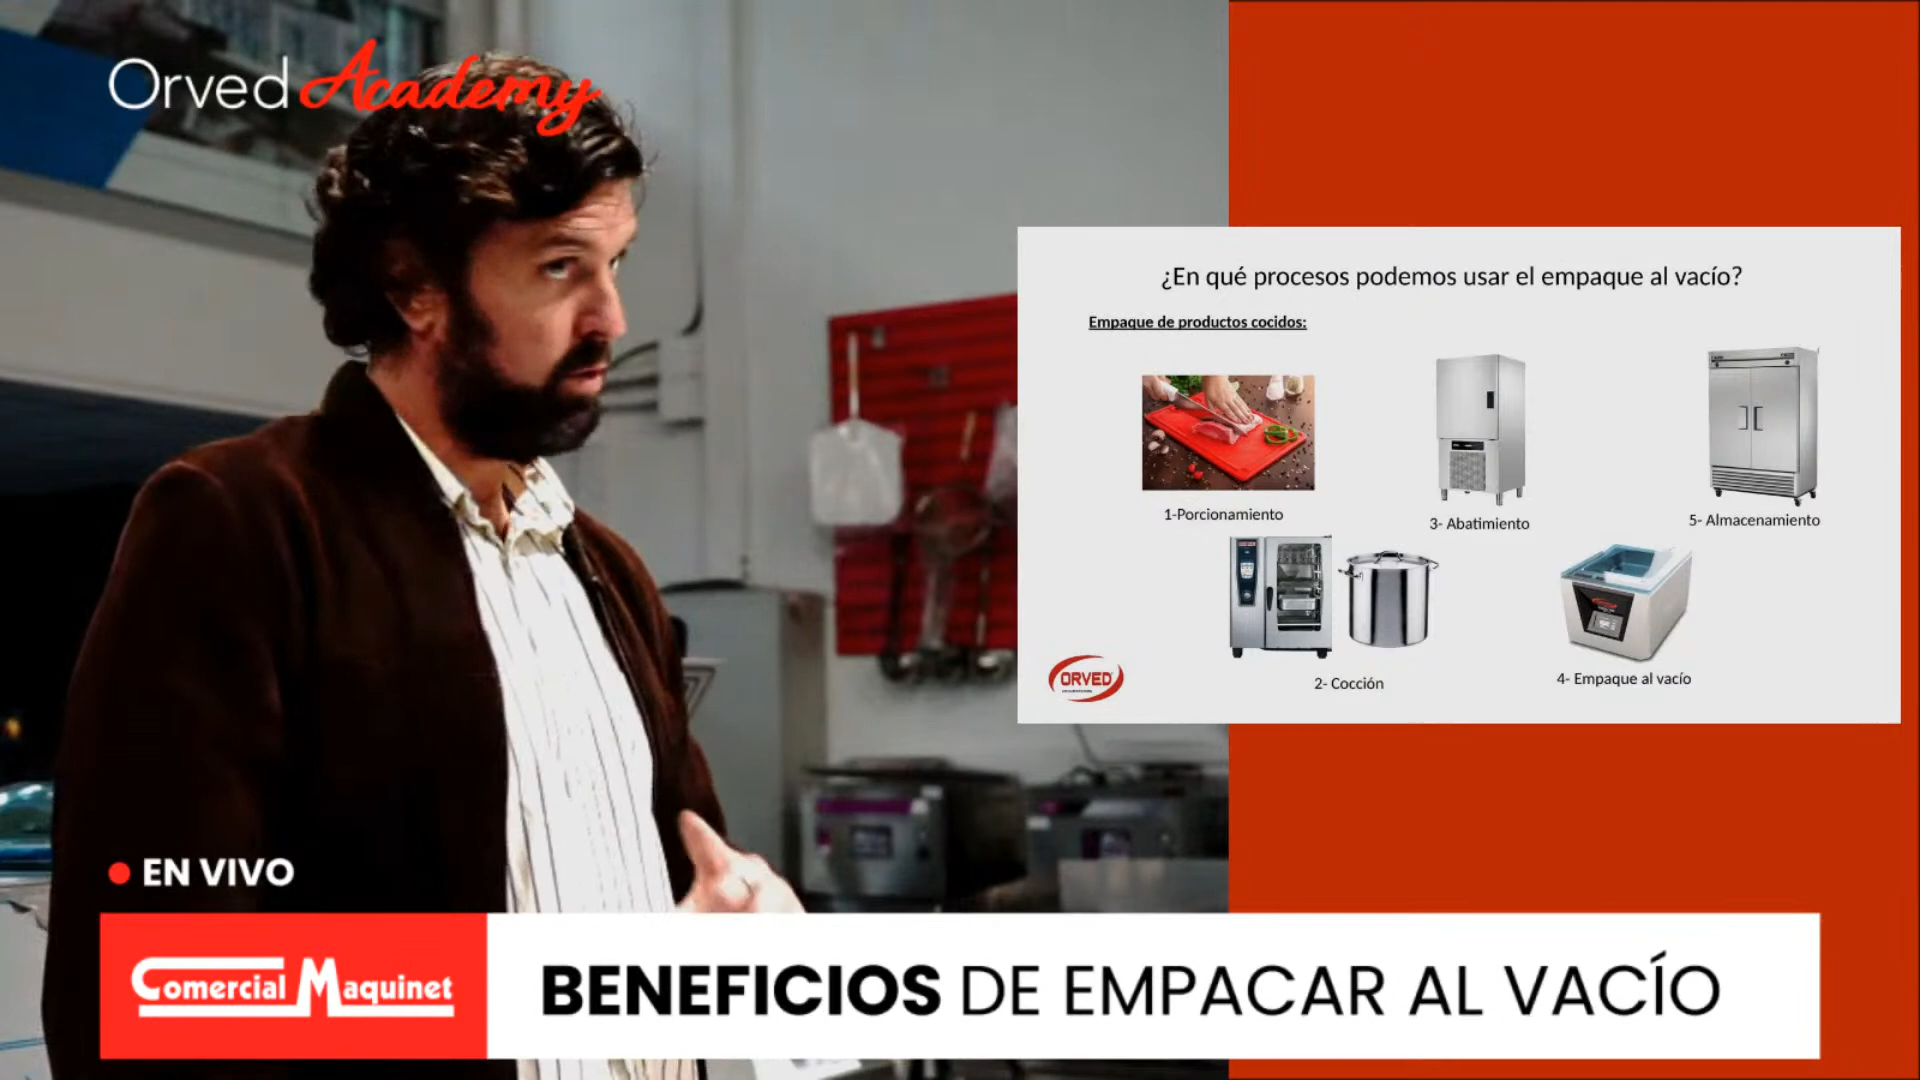 Orved Academy
¿En qué procesos podemos usar el empaque al vacío?
Empaque de productos cocidos:
1-Porcionamiento
3- Abatimiento
5- Almacenamiento
2- Cocción
4- Empaque al vacío
ORVED
EN VIVO
Comercial Maquinet
BENEFICIOS DE EMPACAR AL VACÍO